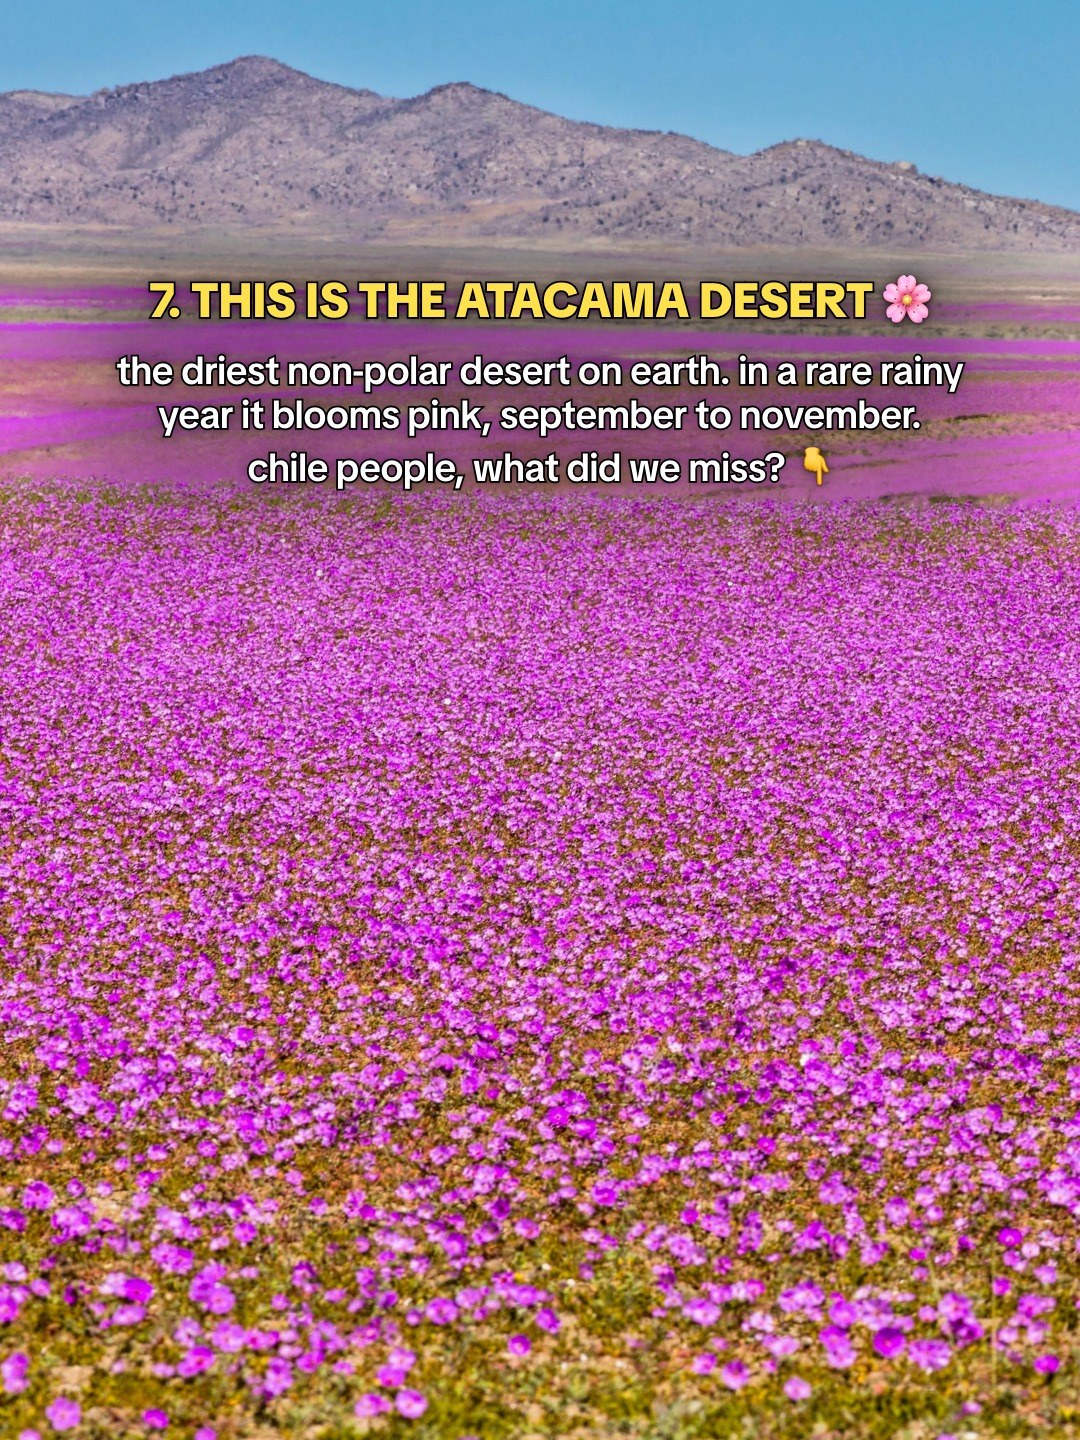 7. THIS IS THE ATACAMA DESERT 🌸
the driest non-polar desert on earth. in a rare rainy
year it blooms pink, september to november.
chile people, what did we miss? 👇